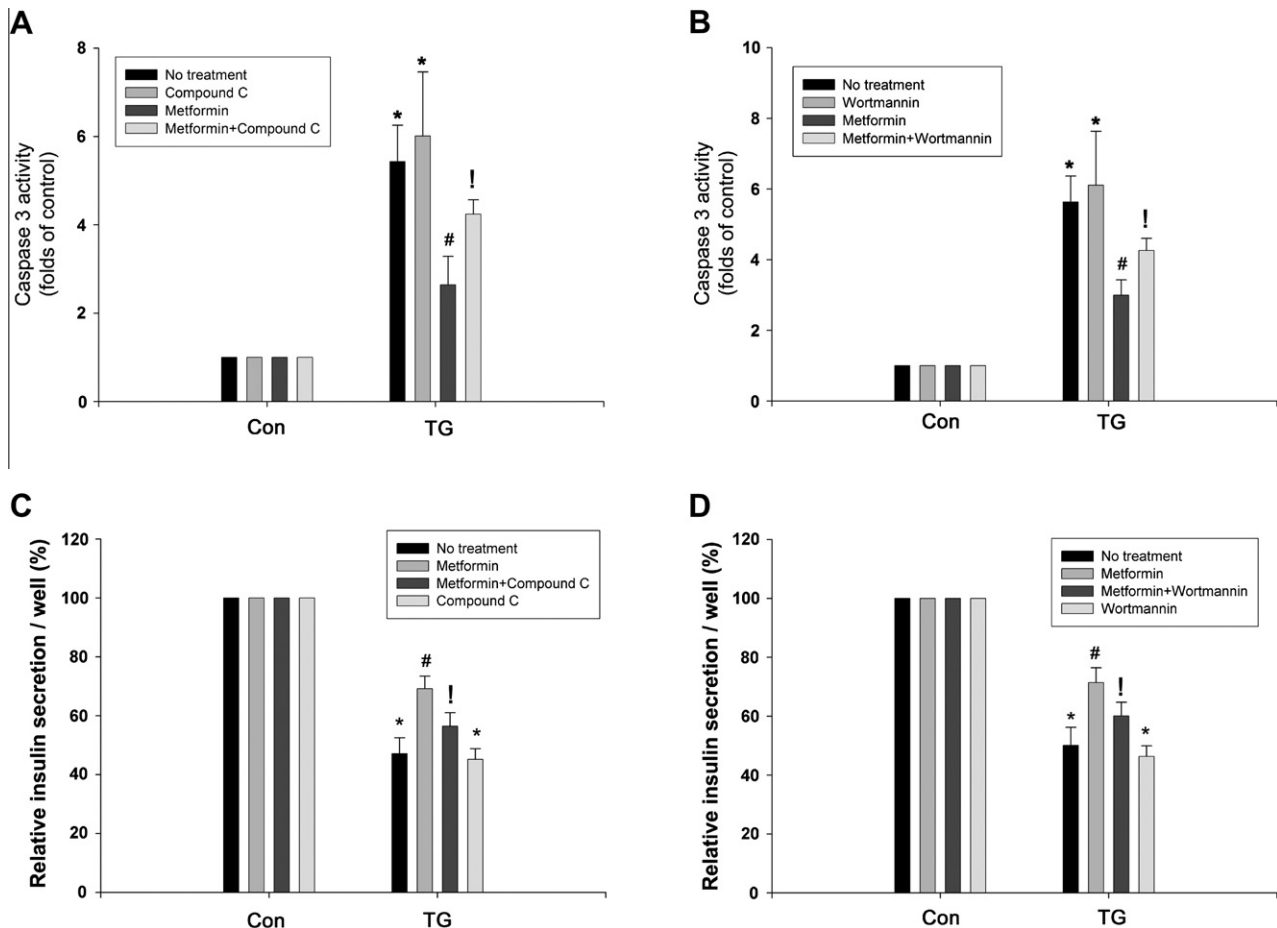 A
Caspase 3 activity
(folds of control)
8
6
4
2
0
No treatment
Compound C
Metformin
Metformin+Compound C
*
*
#
!
Con
TG
B
Caspase 3 activity
(folds of control)
10
8
6
4
2
0
No treatment
Wortmannin
Metformin
Metformin+Wortmannin
*
*
#
!
Con
TG
C
Relative insulin secretion / well (%)
120
100
80
60
40
20
0
No treatment
Metformin
Metformin+Compound C
Compound C
*
#
!
*
Con
TG
D
Relative insulin secretion / well (%)
120
100
80
60
40
20
0
No treatment
Metformin
Metformin+Wortmannin
Wortmannin
*
#
!
*
Con
TG